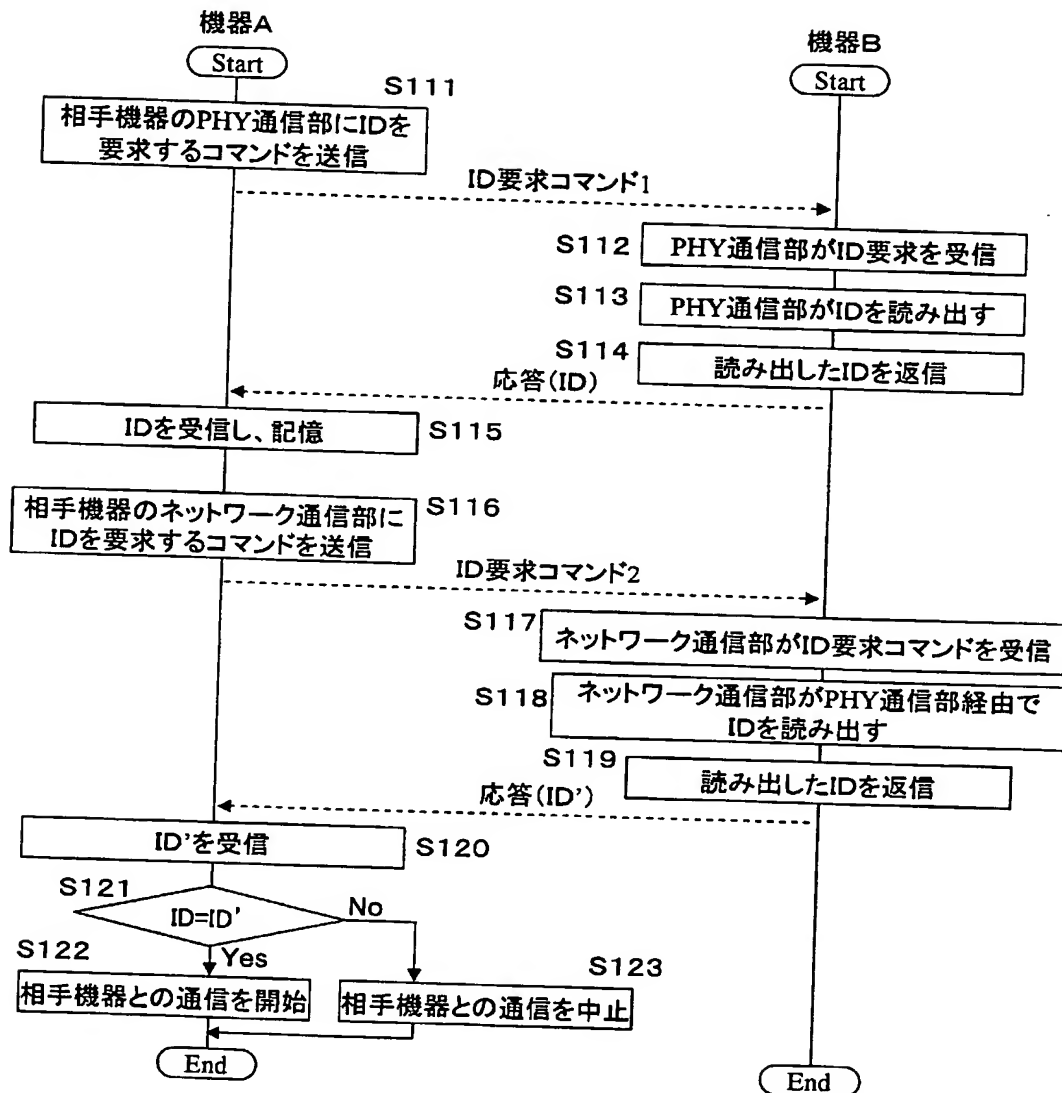 機器A
機器B
Start
Start
S111
相手機器のPHY通信部にIDを
要求するコマンドを送信
ID要求コマンド1
S112
PHY通信部がID要求を受信
S113
PHY通信部がIDを読み出す
S114
読み出したIDを返信
応答(ID)
IDを受信し、記憶
S115
相手機器のネットワーク通信部に
IDを要求するコマンドを送信
S116
ID要求コマンド2
S117
ネットワーク通信部がID要求コマンドを受信
S118
ネットワーク通信部がPHY通信部経由で
IDを読み出す
S119
読み出したIDを返信
応答(ID')
ID'を受信
S120
S121
ID=ID'
No
Yes
S122
相手機器との通信を開始
S123
相手機器との通信を中止
End
End